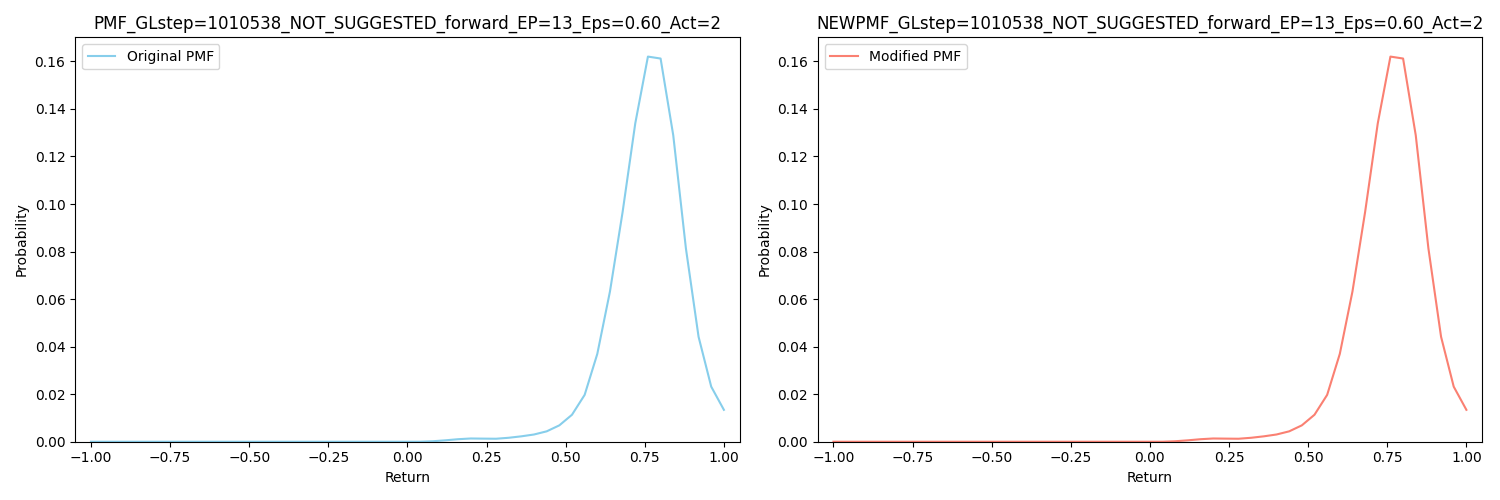 PMF_GLstep=1010538_NOT_SUGGESTED_forward_EP=13_Eps=0.60_Act=2
Original PMF
Probability
0.16
0.14
0.12
0.10
0.08
0.06
0.04
0.02
0.00
−1.00 −0.75 −0.50 −0.25 0.00 0.25 0.50 0.75 1.00
Return
NEWPMF_GLstep=1010538_NOT_SUGGESTED_forward_EP=13_Eps=0.60_Act=2
Modified PMF
Probability
0.16
0.14
0.12
0.10
0.08
0.06
0.04
0.02
0.00
−1.00 −0.75 −0.50 −0.25 0.00 0.25 0.50 0.75 1.00
Return